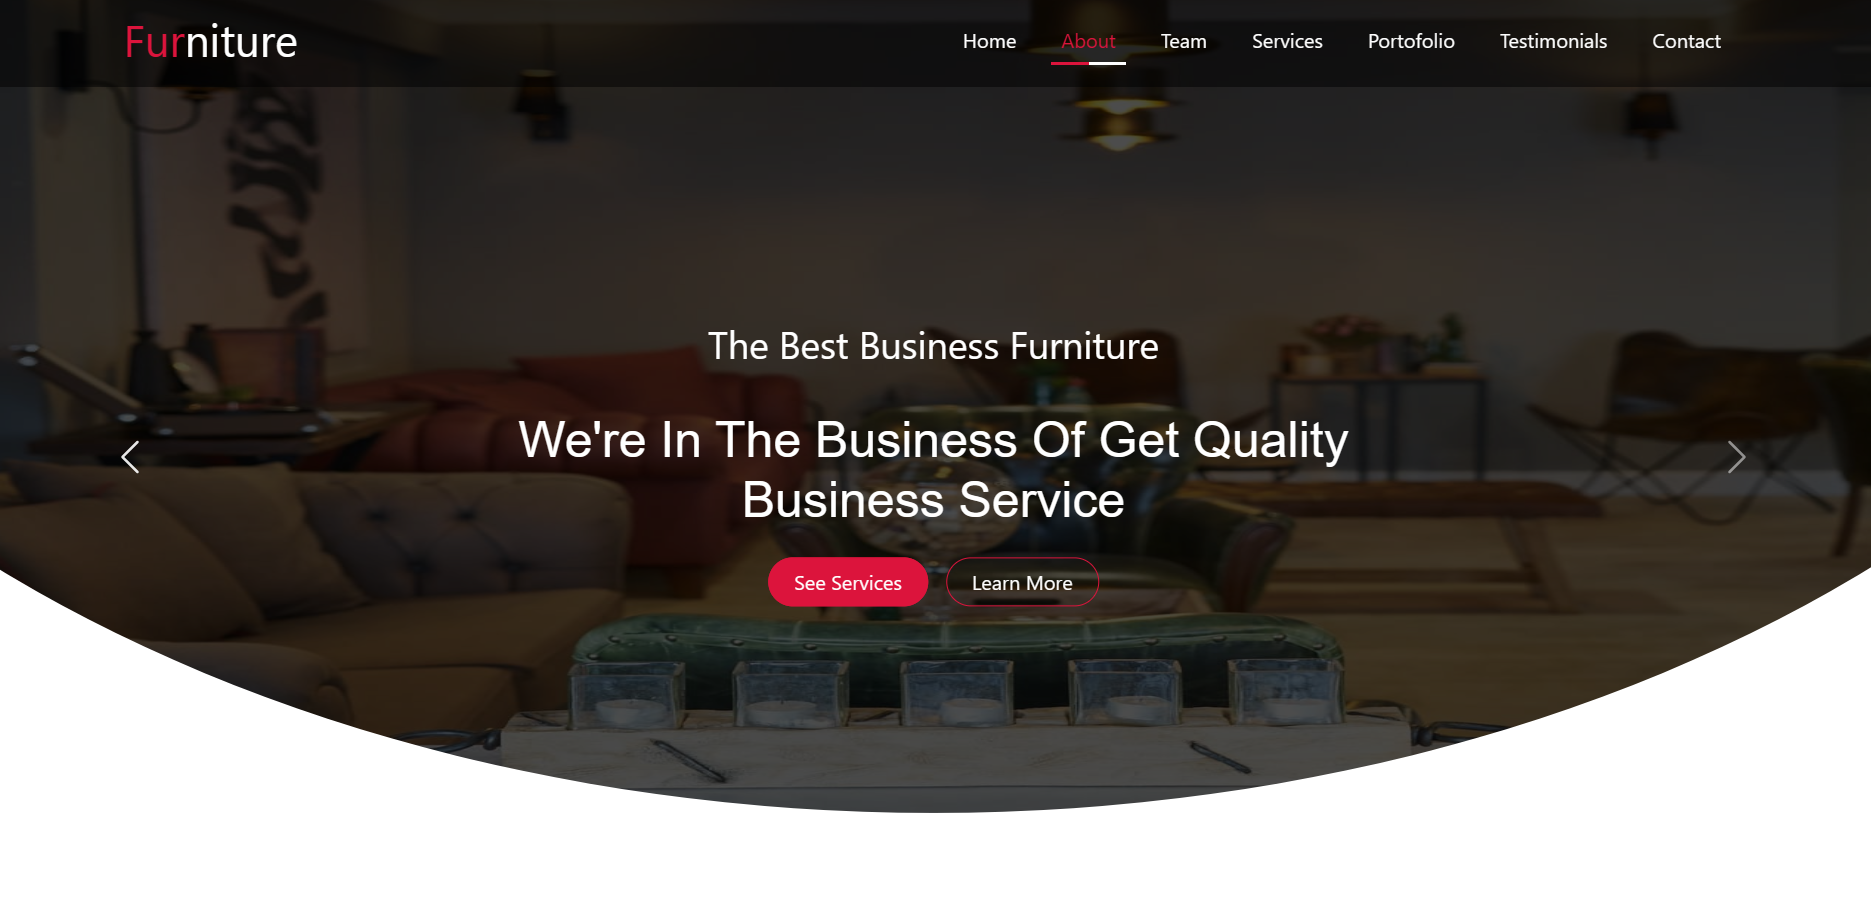 Furniture
Home About Team Services Portofolio Testimonials Contact
The Best Business Furniture
We're In The Business Of Get Quality
Business Service
See Services Learn More